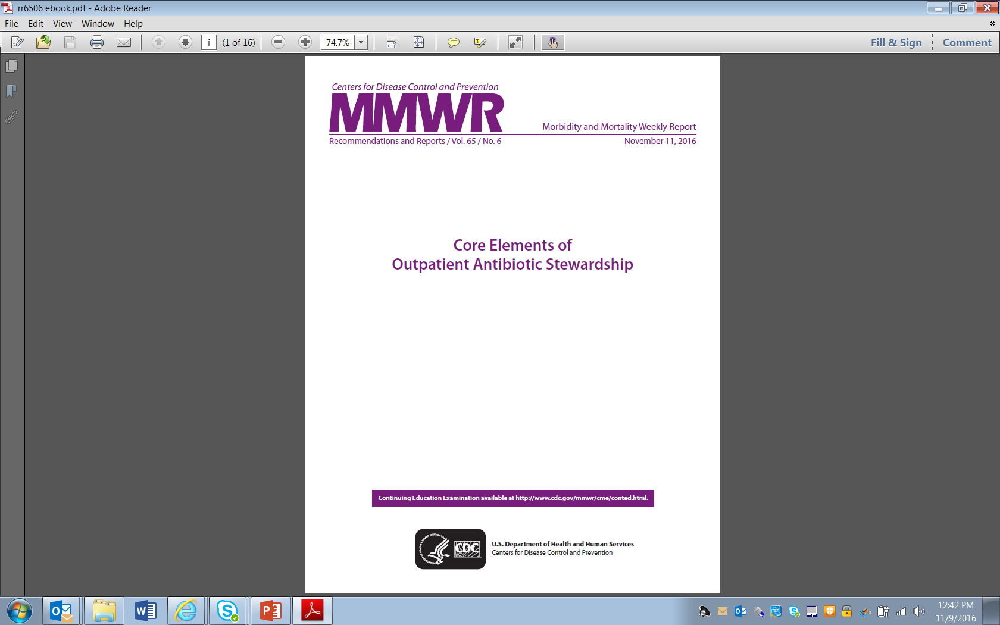 rr6506 ebook.pdf - Adobe Reader
File Edit View Window Help
i (1 of 16) 74.7% Fill & Sign Comment
Centers for Disease Control and Prevention
MMWR
Morbidity and Mortality Weekly Report
Recommendations and Reports / Vol. 65 / No. 6 November 11, 2016
Core Elements of
Outpatient Antibiotic Stewardship
Continuing Education Examination available at http://www.cdc.gov/mmwr/cme/conted.html.
CDC
U.S. Department of Health and Human Services
Centers for Disease Control and Prevention
12:42 PM
11/9/2016